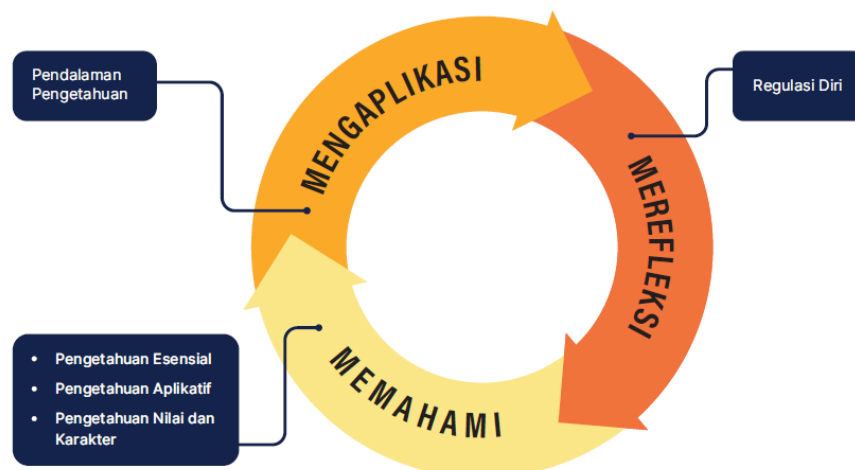 Pendalaman
Pengetahuan
MENGAPLIKASI
Regulasi Diri
MEREFLEKSI
• Pengetahuan Esensial
• Pengetahuan Aplikatif
• Pengetahuan Nilai dan
Karakter
MEMAHAMI